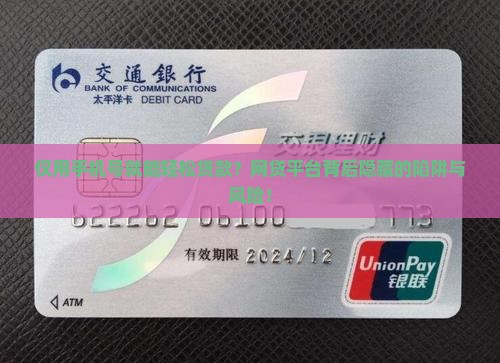 交通銀行
BANK OF COMMUNICATIONS
太平洋卡 DEBIT CARD
交银理财
仅用手机号就能轻松贷款？网贷平台背后隐藏的陷阱与
风险！
有效期限 2024/12
ATM
UnionPay
银联